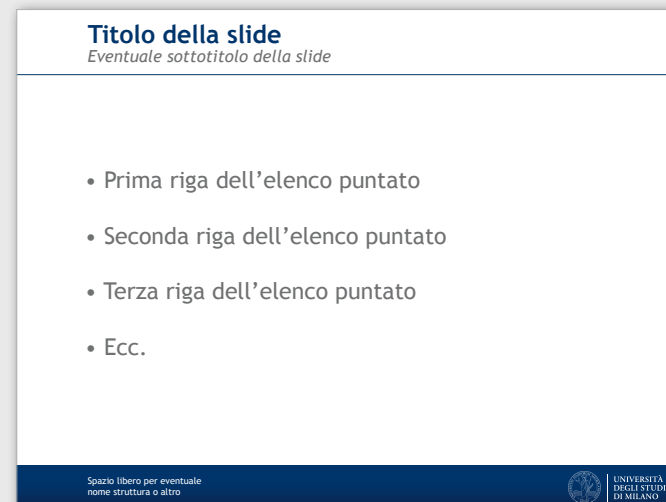 Titolo della slide
Eventuale sottotitolo della slide
• Prima riga dell’elenco puntato
• Seconda riga dell’elenco puntato
• Terza riga dell’elenco puntato
• Ecc.
Spazio libero per eventuale
nome struttura o altro
UNIVERSITÀ
DEGLI STUDI
DI MILANO